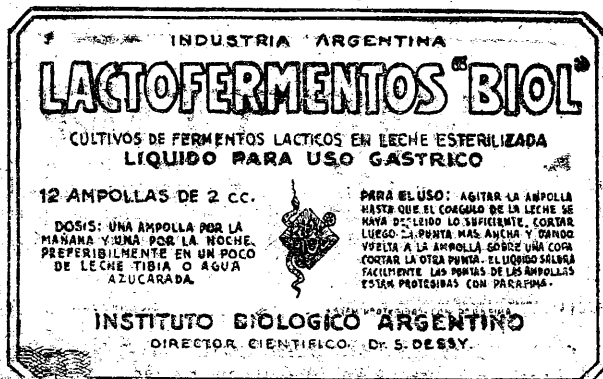 INDUSTRIA ARGENTINA
LACTOFERMENTOS "BIOL"
CULTIVOS DE FERMENTOS LACTICOS EN LECHE ESTERILIZADA
LIQUIDO PARA USO GASTRICO
12 AMPOLLAS DE 2 CC.
DOSIS: UNA AMPOLLA POR LA
MAÑANA Y UNA POR LA NOCHE,
PREFERIBILMENTE EN UN POCO
DE LECHE TIBIA O AGUA
AZUCARADA
PARA EL USO: AGITAR LA AMPOLLA
HASTA QUE EL COAGULO DE LA LECHE SE
HAYA DESLEIDO LO SUFICIENTE, CORTAR
LUEGO LA PUNTA MAS ANCHA Y DANDO
VUELTA A LA AMPOLLA SOBRE UNA COPA
CORTAR LA OTRA PUNTA. EL LIQUIDO SALDRA
FACILMENTE LAS PUNTAS DE LAS AMPOLLAS
ESTAN PROTEGIDAS CON PARAFINA.
INSTITUTO BIOLOGICO ARGENTINO
DIRECTOR CIENTIFICO Dr. S. DESSY.